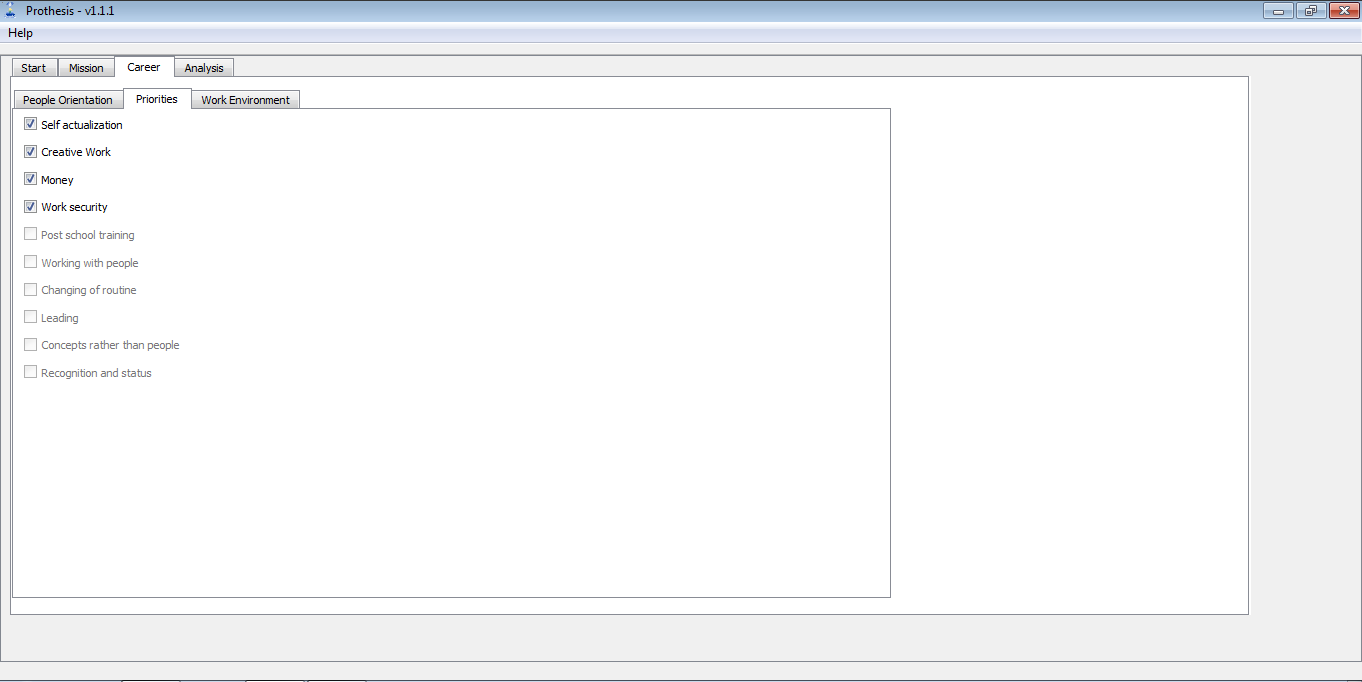 Prothesis - v1.1.1
Help
Start Mission Career Analysis
People Orientation Priorities Work Environment
Self actualization
Creative Work
Money
Work security
Post school training
Working with people
Changing of routine
Leading
Concepts rather than people
Recognition and status